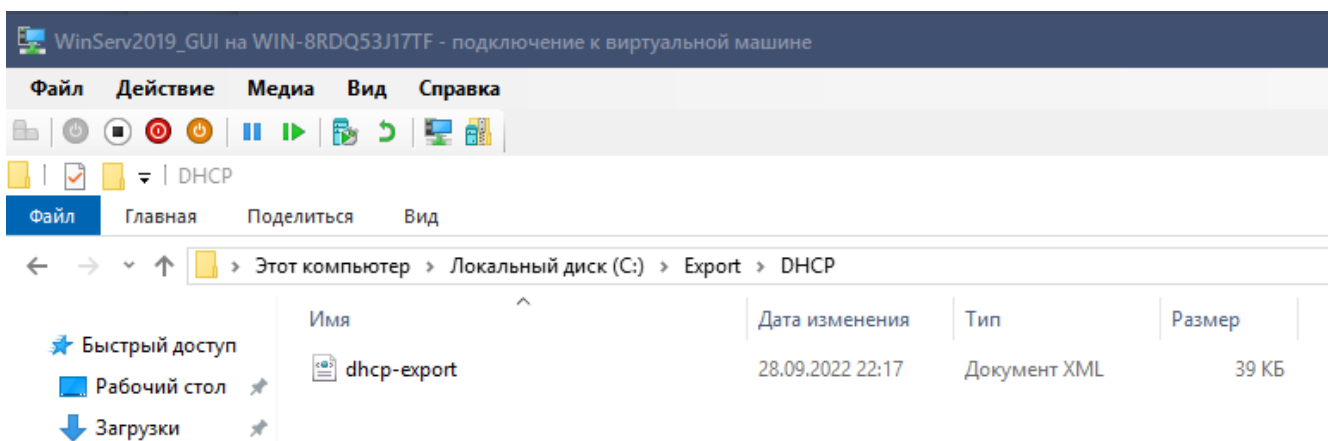 WinServ2019_GUI на WIN-8RDQ53J17TF - подключение к виртуальной машине
Файл Действие Медиа Вид Справка
DHCP
Файл Главная Поделиться Вид
Этот компьютер > Локальный диск (C:) > Export > DHCP
Имя Дата изменения Тип Размер
Быстрый доступ
dhcp-export 28.09.2022 22:17 Документ XML 39 КБ
Рабочий стол
Загрузки